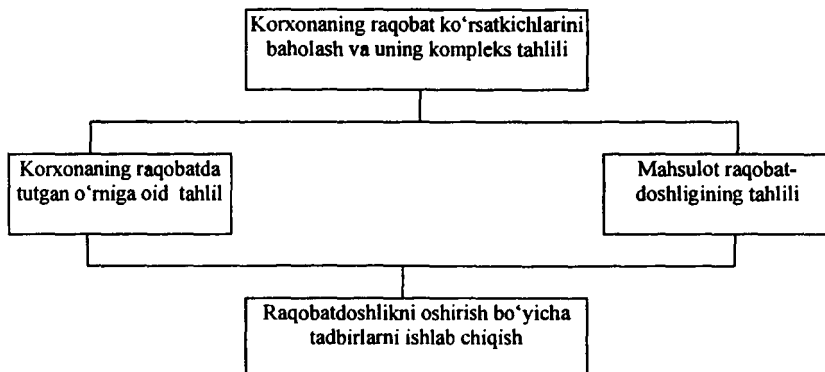 Korxonaning raqobat ko‘rsatkichlarini
baholash va uning kompleks tahlili
Korxonaning raqobatda
tutgan o‘rniga oid tahlil
Mahsulot raqobat-
doshligining tahlili
Raqobatdoshlikni oshirish bo‘yicha
tadbirlarni ishlab chiqish